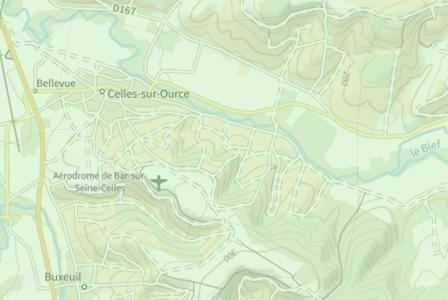 D167
Bellevue
Celles-sur-Ource
200
le Bief
Aérodrome de Bar-sur-
Seine-Celles
300
Buxeuil